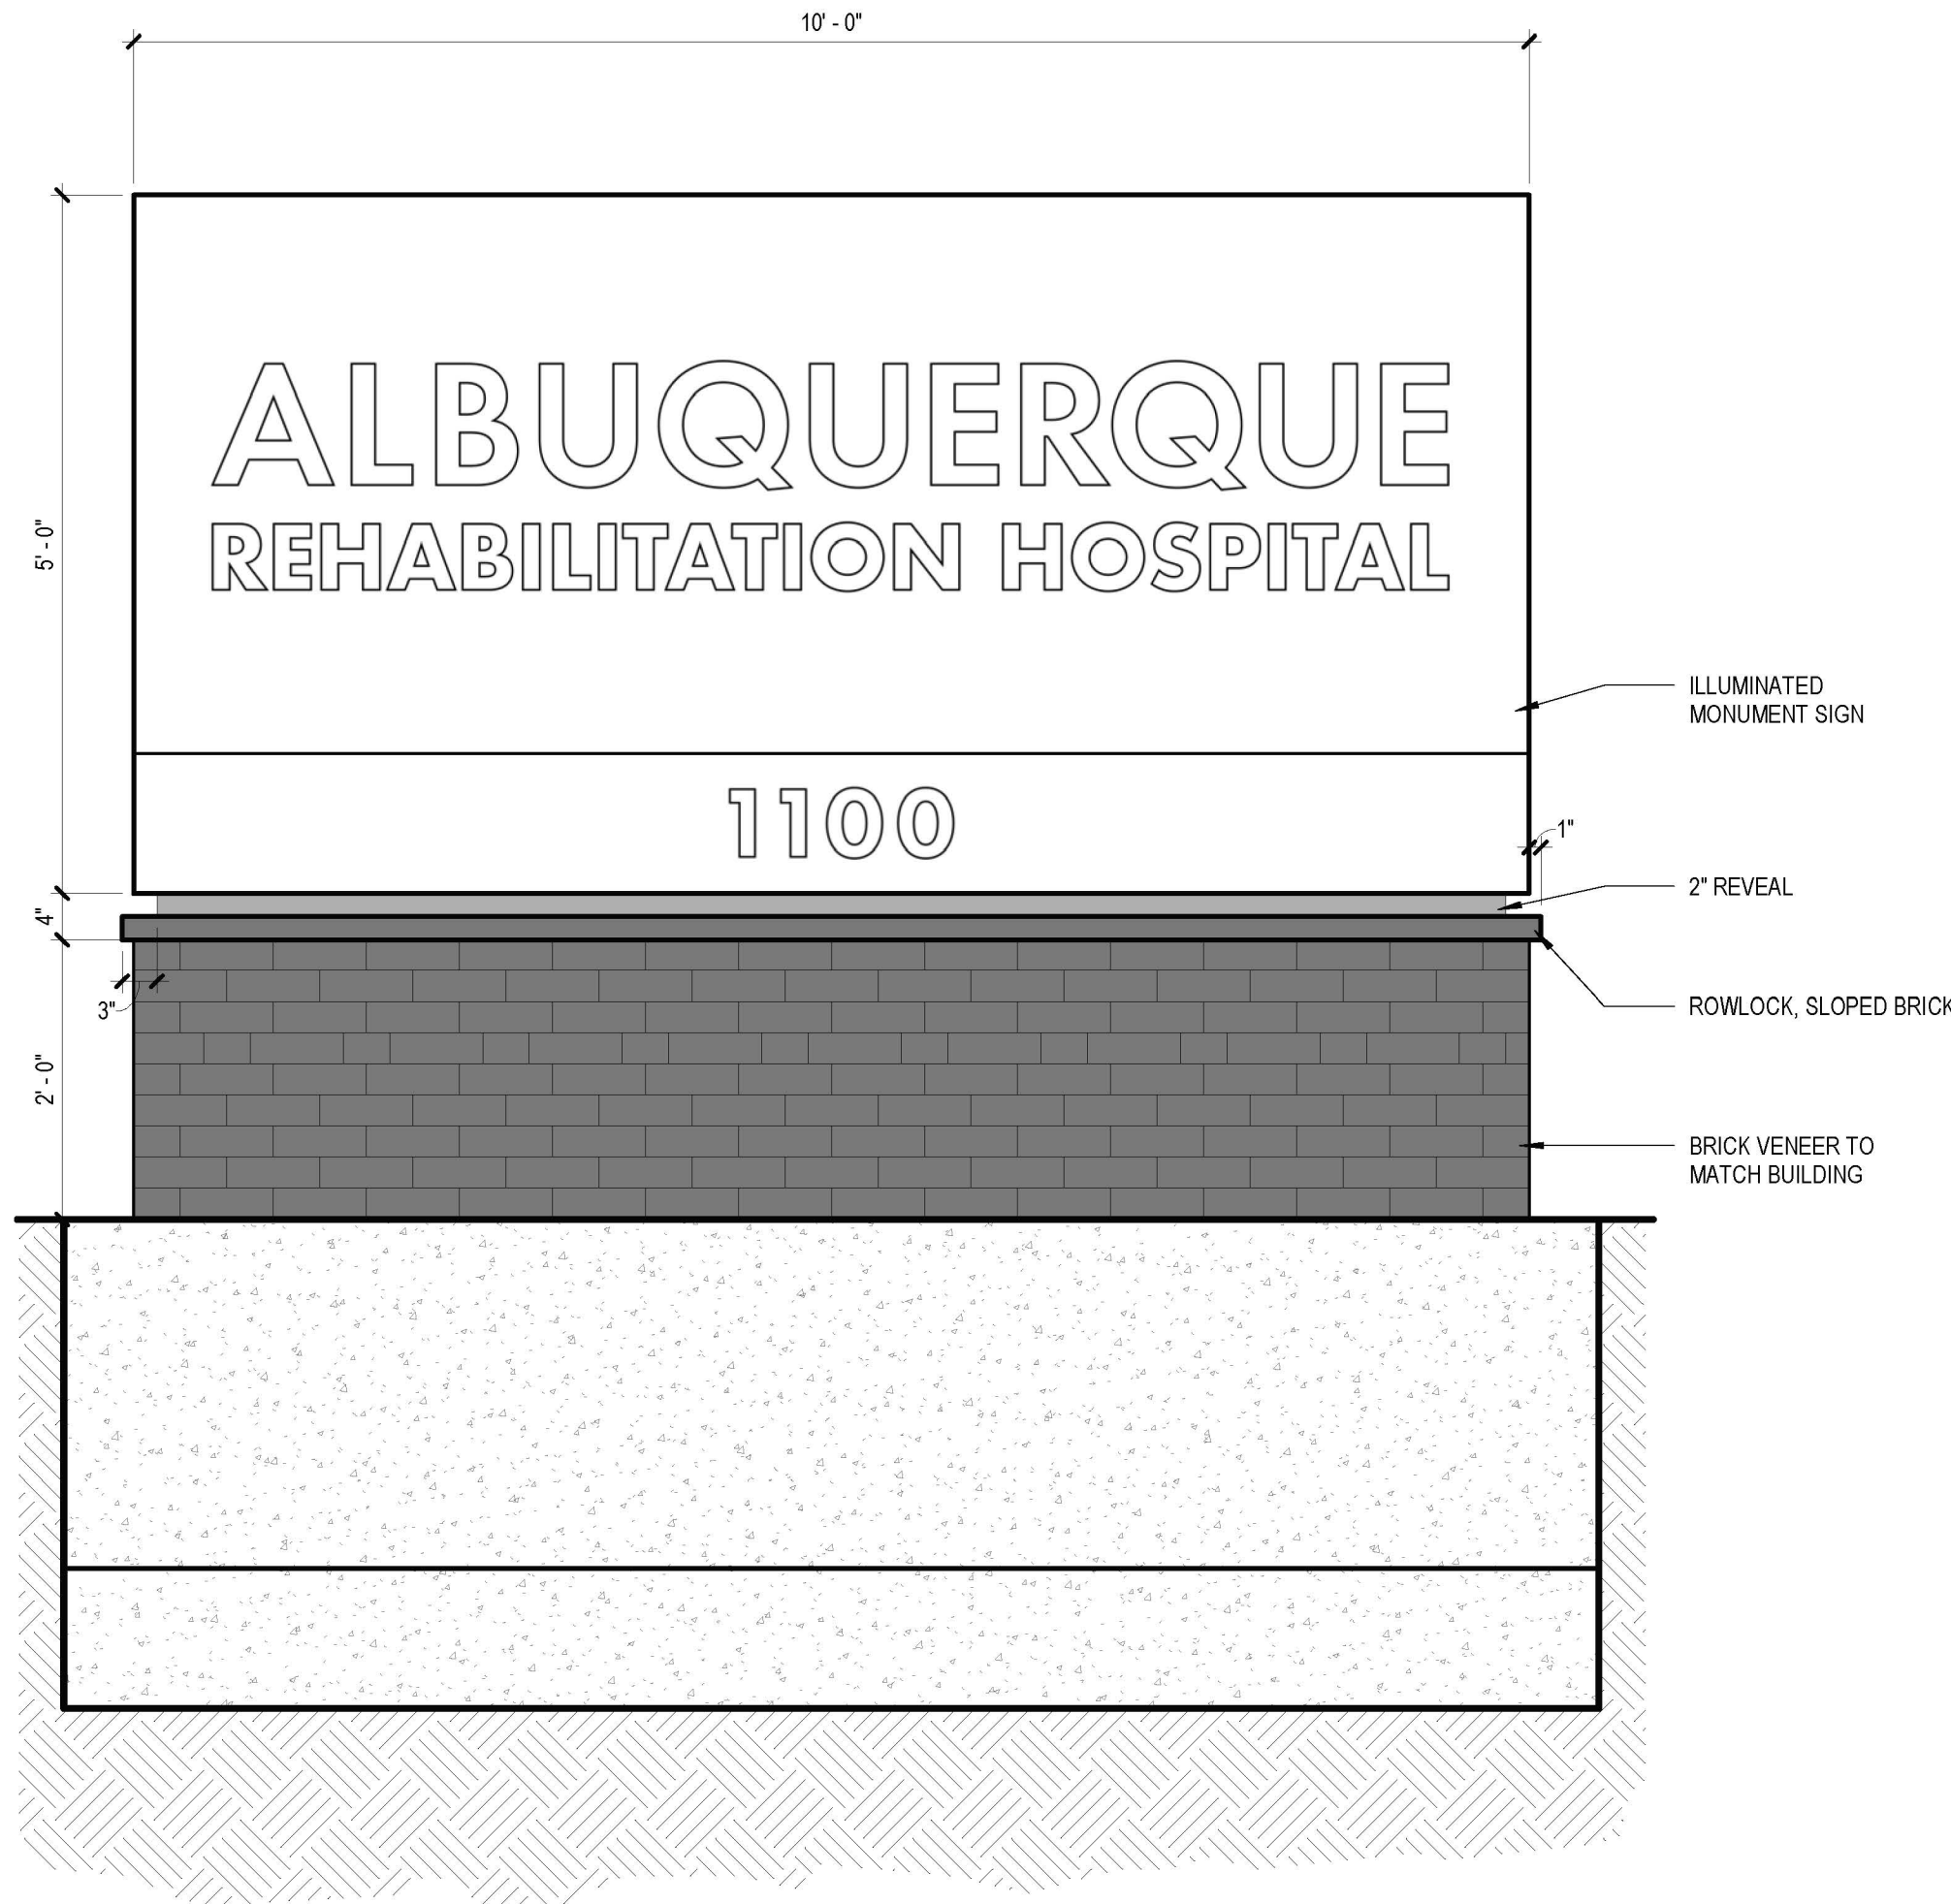 10' - 0"
ALBUQUERQUE
REHABILITATION HOSPITAL
5' - 0"
ILLUMINATED
MONUMENT SIGN
1100
1"
2" REVEAL
4"
3"
ROWLOCK, SLOPED BRICK
2' - 0"
BRICK VENEER TO
MATCH BUILDING